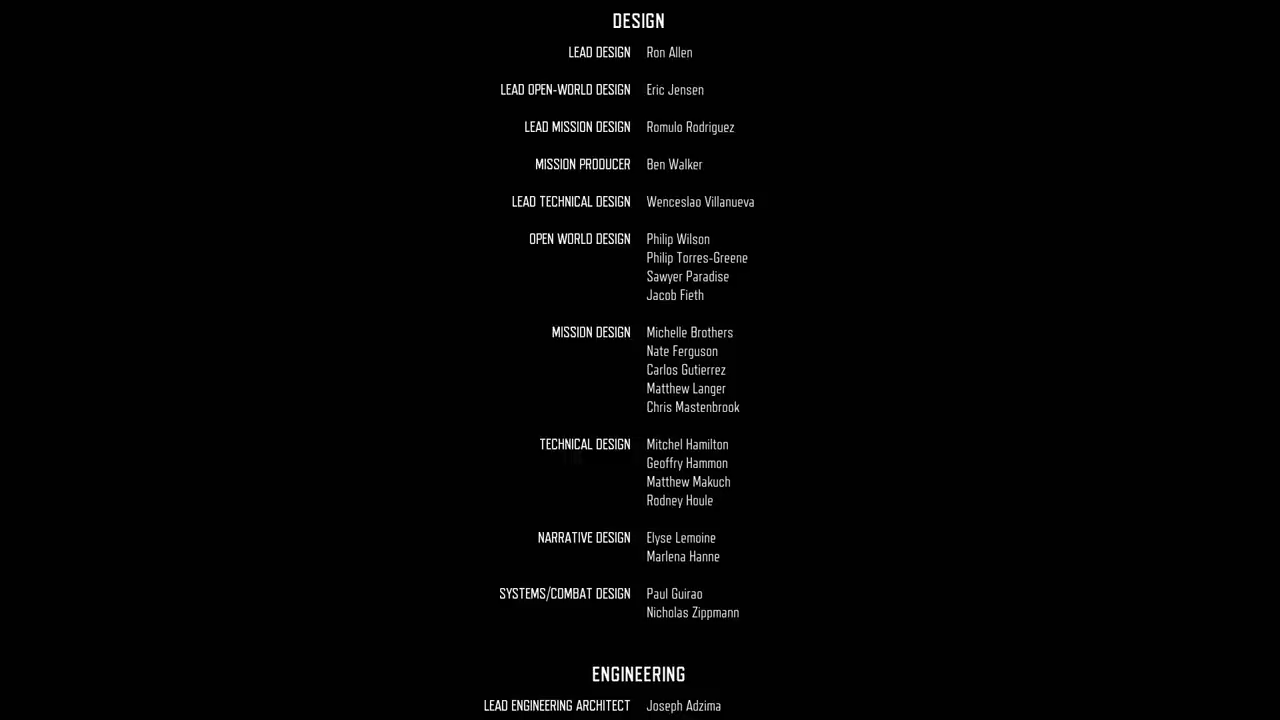 DESIGN
LEAD DESIGN Ron Allen
LEAD OPEN-WORLD DESIGN Eric Jensen
LEAD MISSION DESIGN Romulo Rodriguez
MISSION PRODUCER Ben Walker
LEAD TECHNICAL DESIGN Wenceslao Villanueva
OPEN WORLD DESIGN Philip Wilson
Philip Torres-Greene
Sawyer Paradise
Jacob Fieth
MISSION DESIGN Michelle Brothers
Nate Ferguson
Carlos Gutierrez
Matthew Langer
Chris Mastenbrook
TECHNICAL DESIGN Mitchel Hamilton
Geoffry Hammon
Matthew Makuch
Rodney Houle
NARRATIVE DESIGN Elyse Lemoine
Marlena Hanne
SYSTEMS/COMBAT DESIGN Paul Guirao
Nicholas Zippmann
ENGINEERING
LEAD ENGINEERING ARCHITECT Joseph Adzima